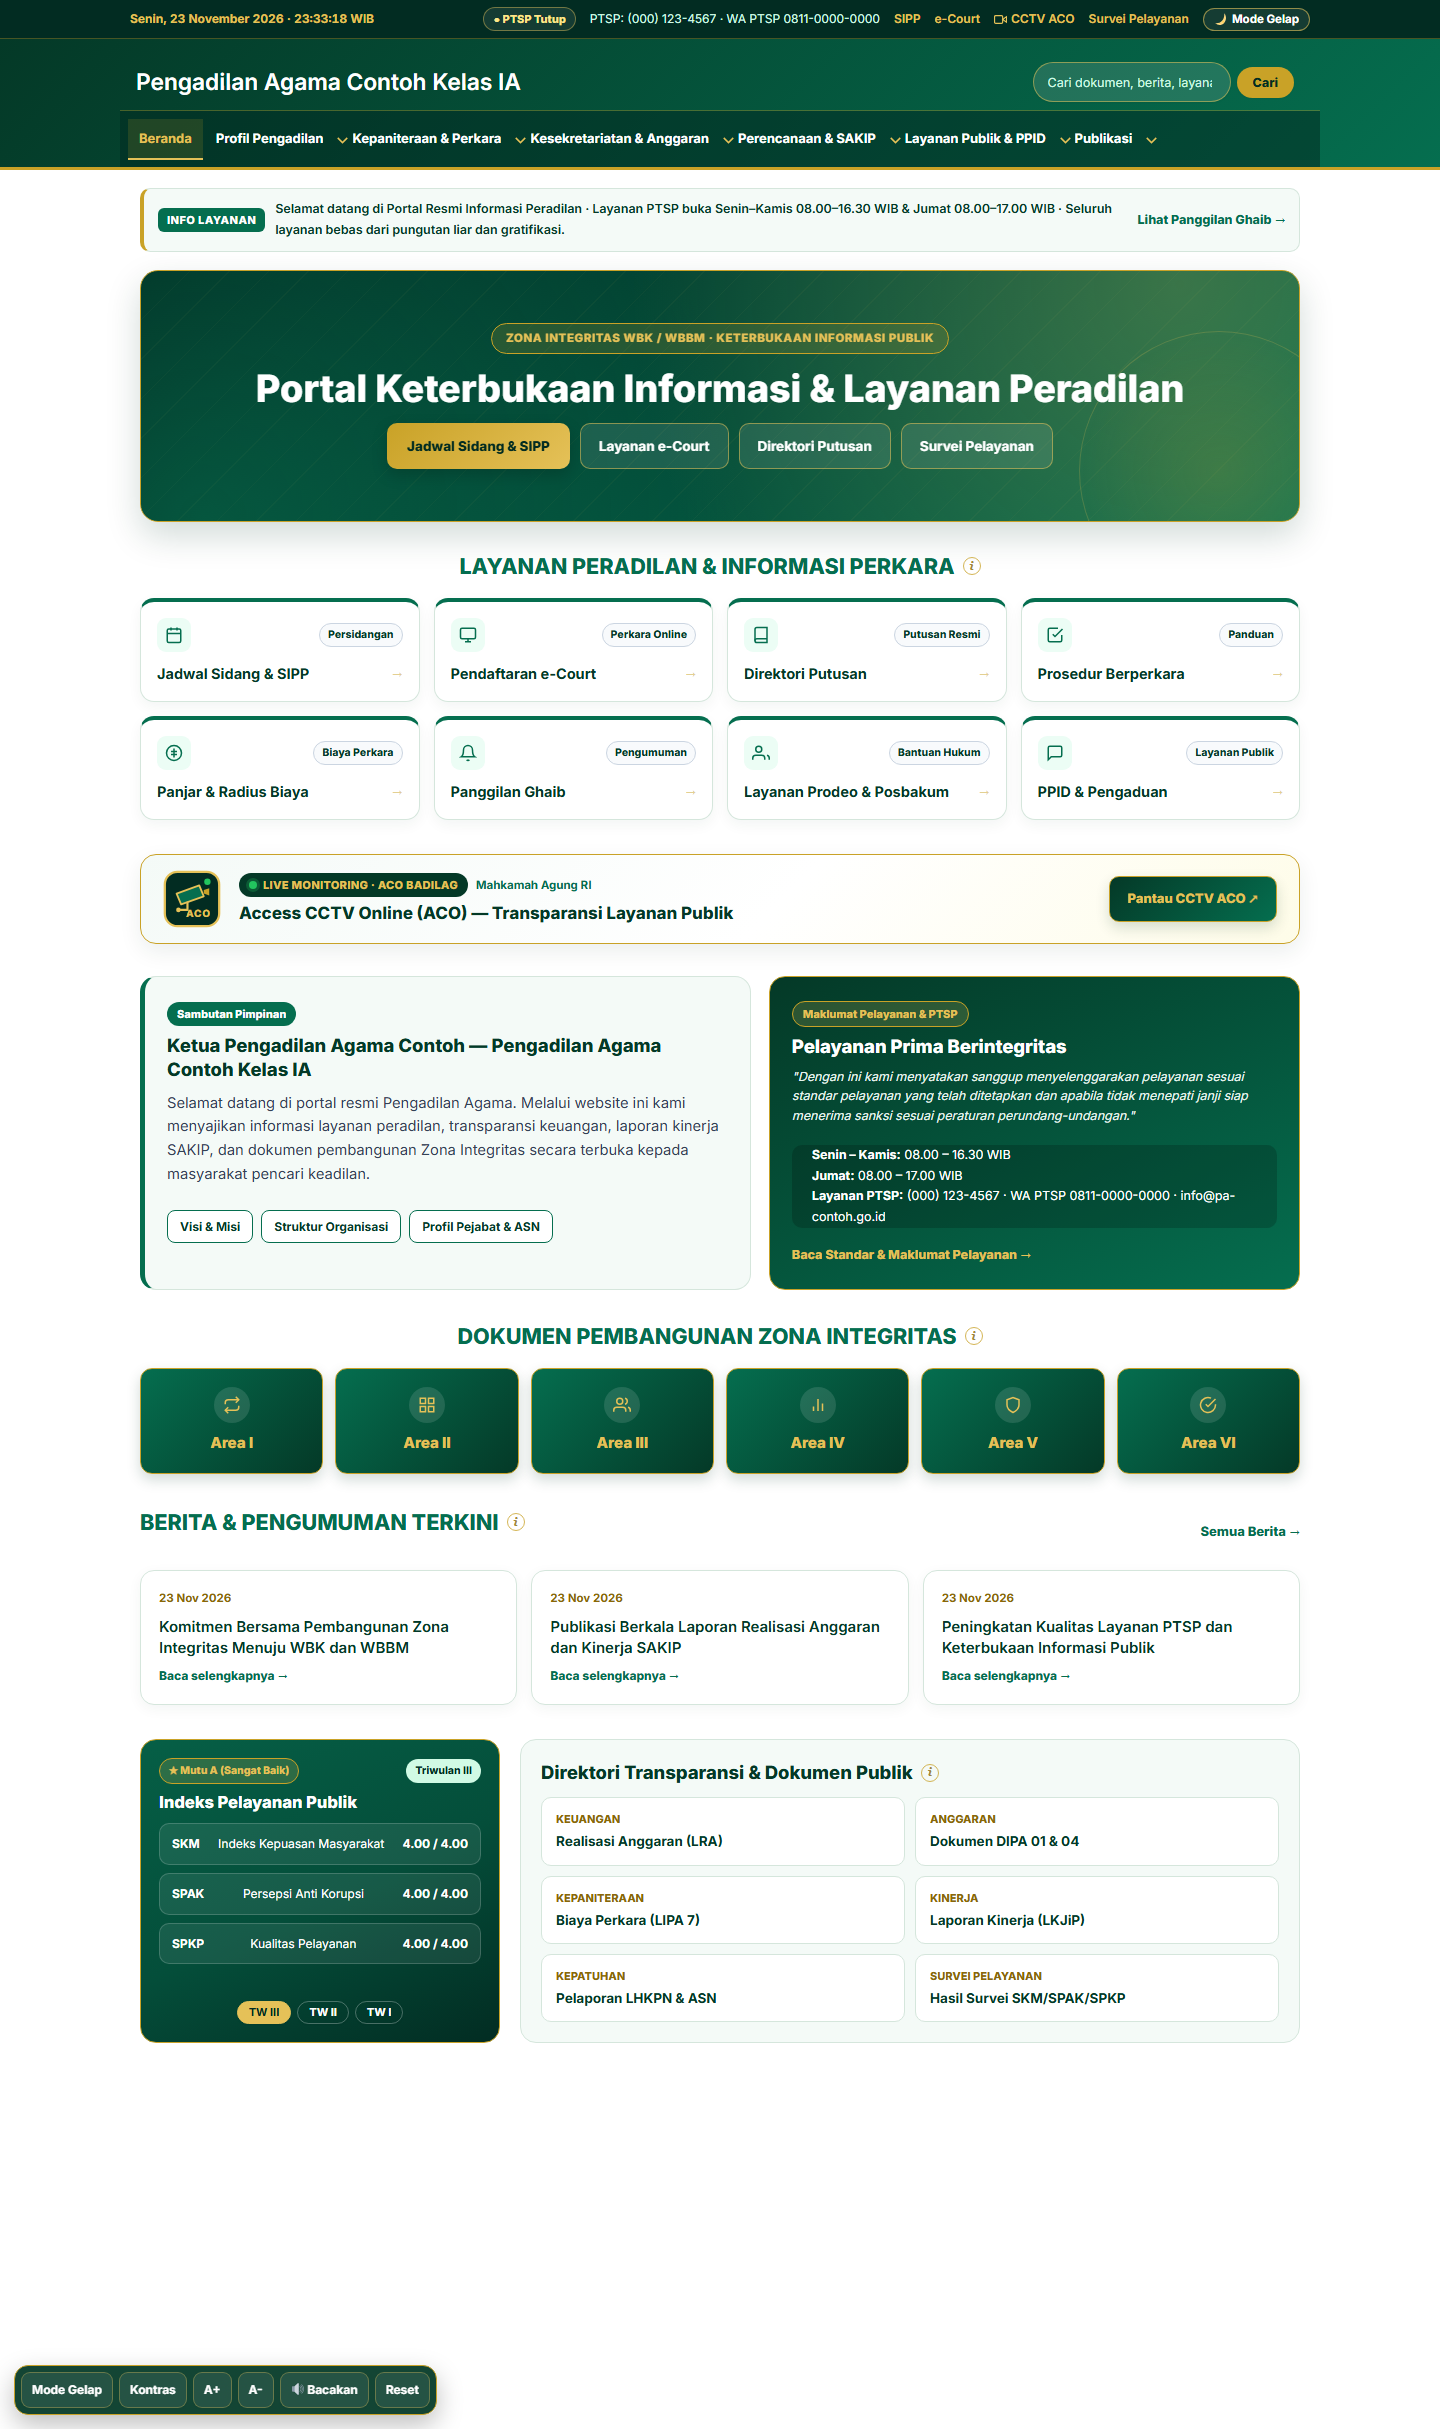 Senin, 23 November 2026 · 23:33:18 WIB
● PTSP Tutup
PTSP: (000) 123-4567 · WA PTSP 0811-0000-0000
SIPP
e-Court
CCTV ACO
Survei Pelayanan
Mode Gelap
Pengadilan Agama Contoh Kelas IA
Cari dokumen, berita, layana
Cari
Beranda
Profil Pengadilan
Kepaniteraan & Perkara
Kesekretariatan & Anggaran
Perencanaan & SAKIP
Layanan Publik & PPID
Publikasi
INFO LAYANAN
Selamat datang di Portal Resmi Informasi Peradilan · Layanan PTSP buka Senin–Kamis 08.00–16.30 WIB & Jumat 08.00–17.00 WIB · Seluruh
layanan bebas dari pungutan liar dan gratifikasi.
Lihat Panggilan Ghaib →
ZONA INTEGRITAS WBK / WBBM · KETERBUKAAN INFORMASI PUBLIK
Portal Keterbukaan Informasi & Layanan Peradilan
Jadwal Sidang & SIPP
Layanan e-Court
Direktori Putusan
Survei Pelayanan
LAYANAN PERADILAN & INFORMASI PERKARA i
Persidangan
Jadwal Sidang & SIPP →
Perkara Online
Pendaftaran e-Court →
Putusan Resmi
Direktori Putusan →
Panduan
Prosedur Berperkara →
Biaya Perkara
Panjar & Radius Biaya →
Pengumuman
Panggilan Ghaib →
Bantuan Hukum
Layanan Prodeo & Posbakum →
Layanan Publik
PPID & Pengaduan →
ACO
LIVE MONITORING · ACO BADILAG
Mahkamah Agung RI
Access CCTV Online (ACO) — Transparansi Layanan Publik
Pantau CCTV ACO ↗
Sambutan Pimpinan
Ketua Pengadilan Agama Contoh — Pengadilan Agama
Contoh Kelas IA
Selamat datang di portal resmi Pengadilan Agama. Melalui website ini kami
menyajikan informasi layanan peradilan, transparansi keuangan, laporan kinerja
SAKIP, dan dokumen pembangunan Zona Integritas secara terbuka kepada
masyarakat pencari keadilan.
Visi & Misi
Struktur Organisasi
Profil Pejabat & ASN
Maklumat Pelayanan & PTSP
Pelayanan Prima Berintegritas
"Dengan ini kami menyatakan sanggup menyelenggarakan pelayanan sesuai
standar pelayanan yang telah ditetapkan dan apabila tidak menepati janji siap
menerima sanksi sesuai peraturan perundang-undangan."
Senin – Kamis: 08.00 – 16.30 WIB
Jumat: 08.00 – 17.00 WIB
Layanan PTSP: (000) 123-4567 · WA PTSP 0811-0000-0000 · info@pa-
contoh.go.id
Baca Standar & Maklumat Pelayanan →
DOKUMEN PEMBANGUNAN ZONA INTEGRITAS i
Area I
Area II
Area III
Area IV
Area V
Area VI
BERITA & PENGUMUMAN TERKINI i
Semua Berita →
23 Nov 2026
Komitmen Bersama Pembangunan Zona
Integritas Menuju WBK dan WBBM
Baca selengkapnya →
23 Nov 2026
Publikasi Berkala Laporan Realisasi Anggaran
dan Kinerja SAKIP
Baca selengkapnya →
23 Nov 2026
Peningkatan Kualitas Layanan PTSP dan
Keterbukaan Informasi Publik
Baca selengkapnya →
★ Mutu A (Sangat Baik)
Triwulan III
Indeks Pelayanan Publik
SKM Indeks Kepuasan Masyarakat 4.00 / 4.00
SPAK Persepsi Anti Korupsi 4.00 / 4.00
SPKP Kualitas Pelayanan 4.00 / 4.00
TW III
TW II
TW I
Direktori Transparansi & Dokumen Publik i
KEUANGAN
Realisasi Anggaran (LRA)
ANGGARAN
Dokumen DIPA 01 & 04
KEPANITERAAN
Biaya Perkara (LIPA 7)
KINERJA
Laporan Kinerja (LKJiP)
KEPATUHAN
Pelaporan LHKPN & ASN
SURVEI PELAYANAN
Hasil Survei SKM/SPAK/SPKP
Mode Gelap
Kontras
A+
A-
Bacakan
Reset